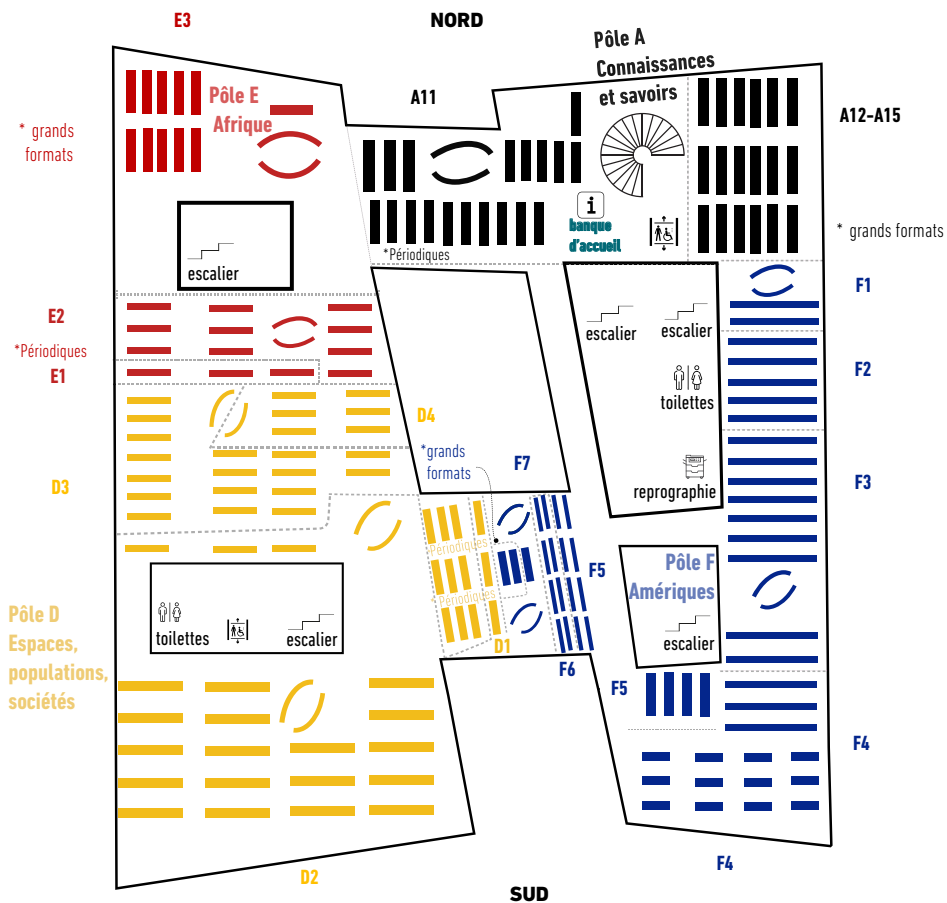 E3
NORD
Pôle A
Connaissances
et savoirs
Pôle E
Afrique
A11
A12-A15
* grands
formats
i
banque
d'accueil
* grands formats
*Périodiques
escalier
F1
E2
escalier
escalier
*Périodiques
E1
F2
toilettes
D4
*grands
formats
F7
D3
reprographie
F3
Périodiques
F5
Pôle F
Amériques
* Périodiques
Pôle D
Espaces,
populations,
sociétés
toilettes
escalier
D1
escalier
F6
F5
F4
F4
D2
SUD